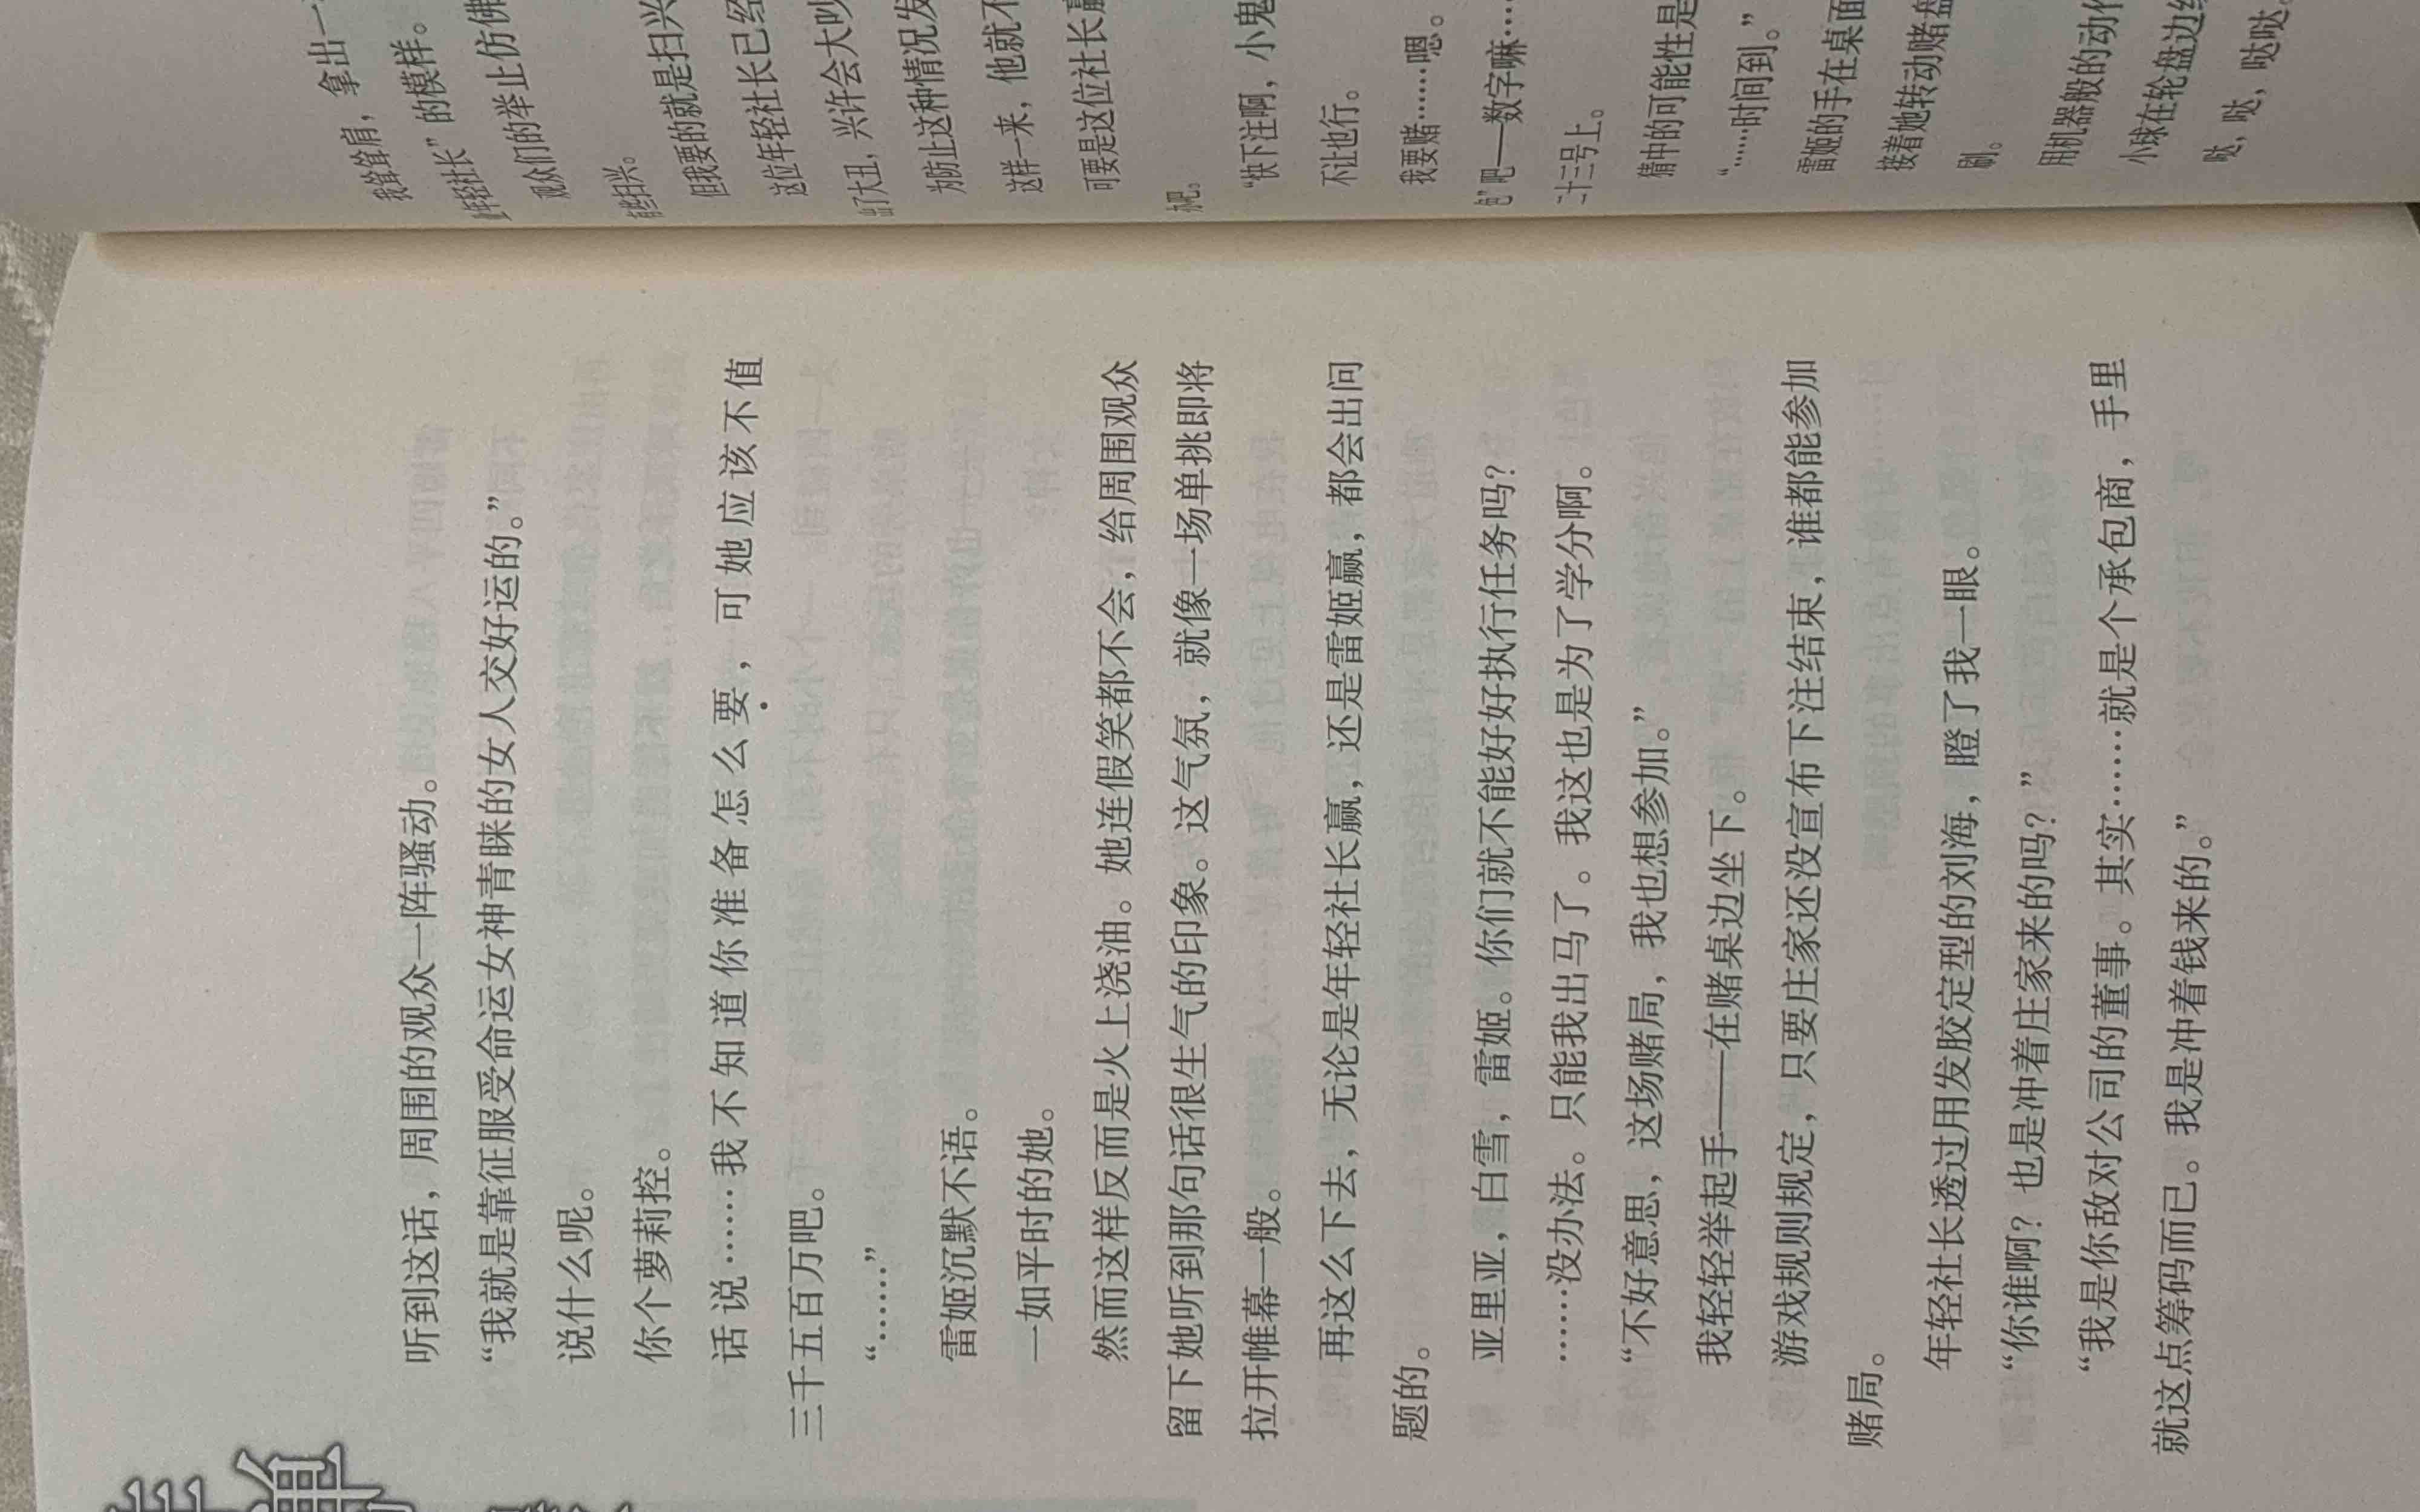 弹
听到这话，周围的观众一阵骚动。
“我就是靠征服受命运女神青睐的女人交好运的。”
说什么呢。
你个萝莉控。
话说……我不知道你准备怎么要，可她应该不值
三千五百万吧。
“……”
雷姬沉默不语。
一如平时的她。
然而这样反而是火上浇油。她连假笑都不会，给周围观众
留下她听到那句话很生气的印象。这气氛，就像一场单挑即将
拉开帷幕一般。
再这么下去，无论是年轻社长赢，还是雷姬赢，都会出问
题的。
亚里亚，白雪，雷姬。你们就不能好好执行任务吗？
……没办法。只能我出马了。我这也是为了学分啊。
“不好意思，这场赌局，我也想参加。”
我轻轻举起手——在赌桌边坐下。
游戏规则规定，只要庄家还没宣布下注结束，谁都能参加
赌局。
年轻社长透过用发胶定型的刘海，瞪了我一眼。
“你谁啊？也是冲着庄家来的吗？”
“我是你敌对公司的董事。其实……就是个承包商，手里
就这点筹码而已。我是冲着钱来的。”
我耸耸肩，拿出一
年轻社长”的模样。
观众们的举止仿佛
有些扫兴。
但我要的就是扫兴
这位年轻社长已经
出了大丑，兴许会大吵
为防止这种情况发
这样一来，他就不
可要是这位社长赢
办吧。
“快下注啊，小鬼
不让也行。
我要赌……嗯。
色”吧——数字嘛…
二十三号上。
猜中的可能性是
“……时间到。”
雷姬的手在桌面
接着她转动赌盘
刷。
用机器般的动作
小球在轮盘边缘
哒，哒，哒哒。